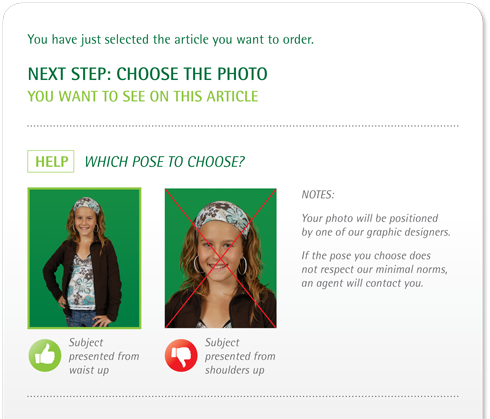 You have just selected the article you want to order.
NEXT STEP: CHOOSE THE PHOTO
YOU WANT TO SEE ON THIS ARTICLE
HELP WHICH POSE TO CHOOSE?
NOTES:
Your photo will be positioned
by one of our graphic designers.
If the pose you choose does
not respect our minimal norms,
an agent will contact you.
Subject
presented from
waist up
Subject
presented from
shoulders up